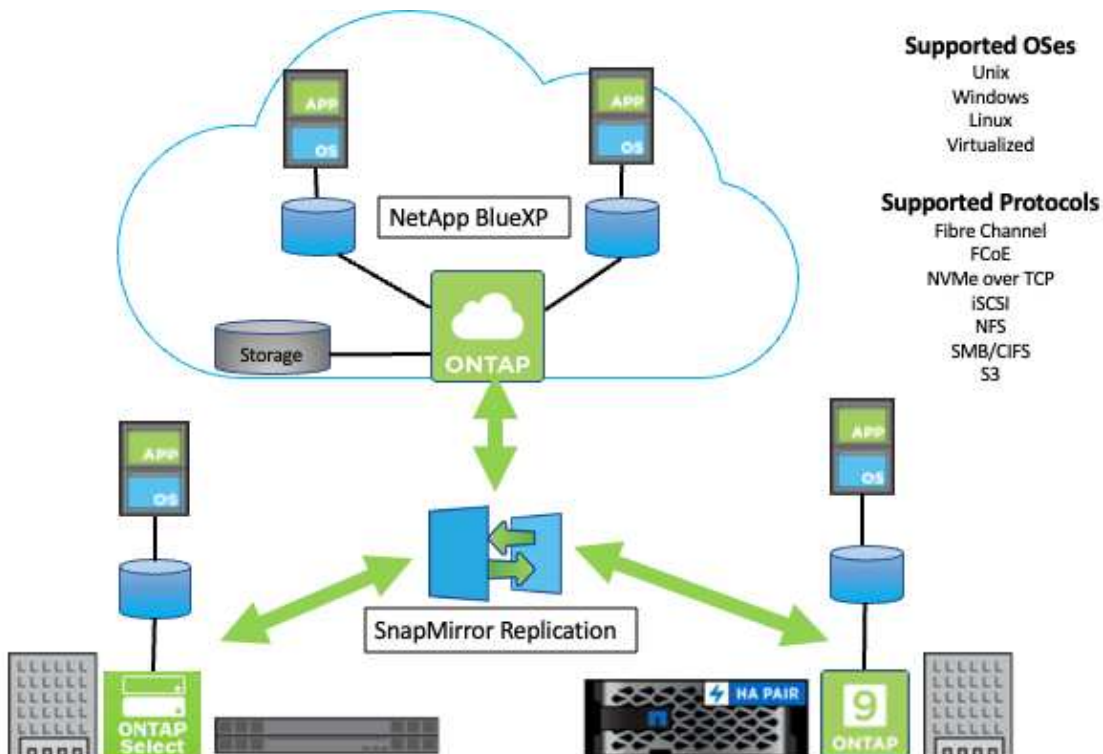 Supported OSes
Unix
Windows
Linux
Virtualized
Supported Protocols
Fibre Channel
FCoE
NVMe over TCP
iSCSI
NFS
SMB/CIFS
S3
APP
OS
APP
OS
NetApp BlueXP
Storage
ONTAP
APP
OS
APP
OS
SnapMirror Replication
ONTAP
Select
HA PAIR
9
ONTAP